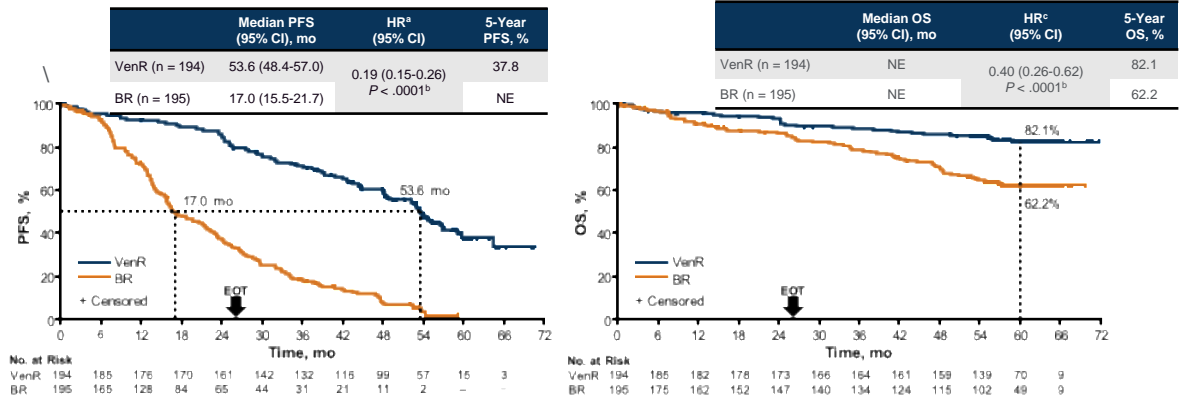 Median PFS (95% CI), mo
HRᵃ (95% CI)
5-Year PFS, %
VenR (n = 194) 53.6 (48.4-57.0) 0.19 (0.15-0.26) P < .0001ᵇ 37.8
BR (n = 195) 17.0 (15.5-21.7) NE
\
100
80
60
40
20
0
PFS, %
17.0 mo
53.6 mo
VenR
BR
+ Censored
EOT
0 6 12 18 24 30 36 42 48 54 60 66 72
Time, mo
No. at Risk
VenR 194 185 176 170 161 142 132 116 99 57 15 3
BR 195 165 128 84 65 44 31 21 11 2 – –
Median OS (95% CI), mo
HRᶜ (95% CI)
5-Year OS, %
VenR (n = 194) NE 0.40 (0.26-0.62) P < .0001ᵇ 82.1
BR (n = 195) NE 62.2
100
80
60
40
20
0
OS, %
82.1%
62.2%
VenR
BR
+ Censored
EOT
0 6 12 18 24 30 36 42 48 54 60 66 72
Time, mo
No. at Risk
VenR 194 185 182 178 173 166 164 161 159 139 70 9
BR 195 175 162 152 147 140 134 124 115 102 49 9